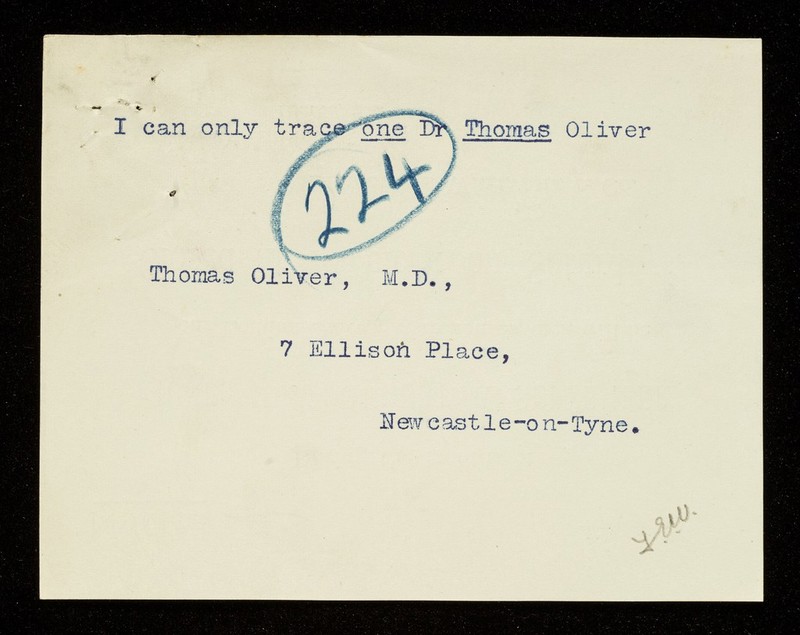 I can only trace one Dr Thomas Oliver
224
Thomas Oliver, M.D.,
7 Ellison Place,
Newcastle-on-Tyne.